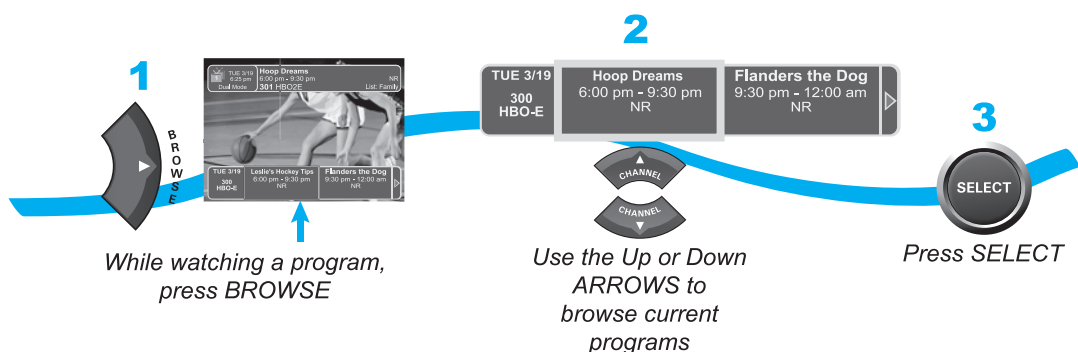 1
BROWSE
TUE 3/19
6:25 pm
Dual Mode
Hoop Dreams
6:00 pm - 9:30 pm
NR
301 HBO2E
List: Family
TUE 3/19
300
HBO-E
Leslie's Hockey Tips
6:00 pm - 9:30 pm
NR
Flanders the Dog
9:30 pm - 12:00 am
NR
While watching a program,
press BROWSE
2
TUE 3/19
300
HBO-E
Hoop Dreams
6:00 pm - 9:30 pm
NR
Flanders the Dog
9:30 pm - 12:00 am
NR
CHANNEL
CHANNEL
Use the Up or Down
ARROWS to
browse current
programs
3
SELECT
Press SELECT